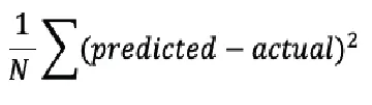 1/N ∑(predicted − actual)²